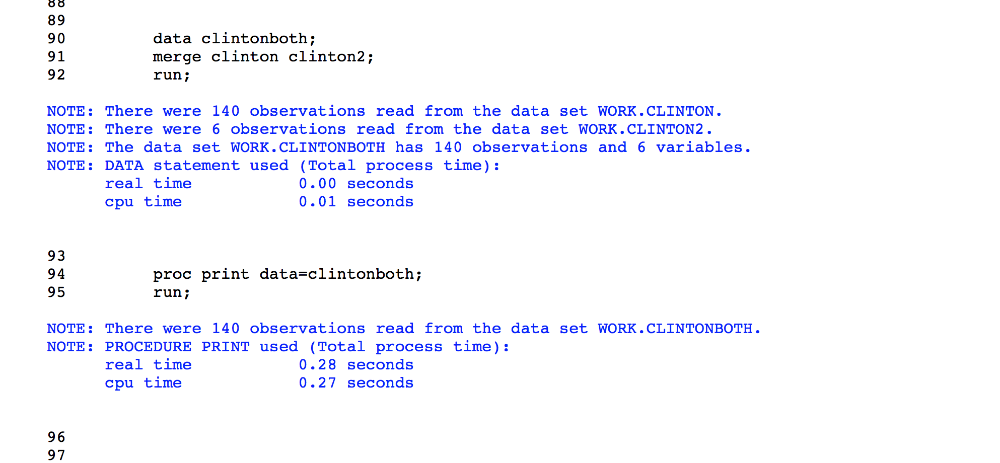 88
89
90 data clintonboth;
91 merge clinton clinton2;
92 run;
NOTE: There were 140 observations read from the data set WORK.CLINTON.
NOTE: There were 6 observations read from the data set WORK.CLINTON2.
NOTE: The data set WORK.CLINTONBOTH has 140 observations and 6 variables.
NOTE: DATA statement used (Total process time):
real time 0.00 seconds
cpu time 0.01 seconds
93
94 proc print data=clintonboth;
95 run;
NOTE: There were 140 observations read from the data set WORK.CLINTONBOTH.
NOTE: PROCEDURE PRINT used (Total process time):
real time 0.28 seconds
cpu time 0.27 seconds
96
97